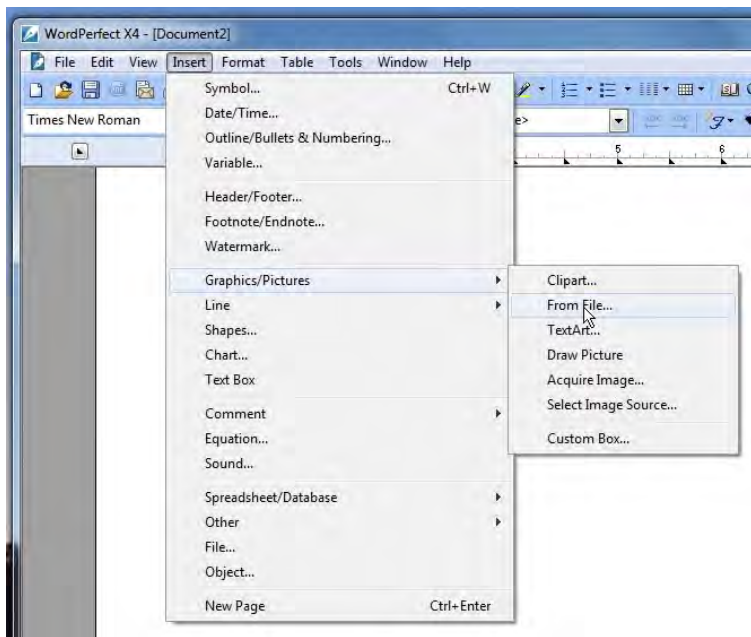 WordPerfect X4 - [Document2]
File Edit View Insert Format Table Tools Window Help
Times New Roman
5 6
Symbol... Ctrl+W
Date/Time...
Outline/Bullets & Numbering...
Variable...
Header/Footer...
Footnote/Endnote...
Watermark...
Graphics/Pictures
Line
Shapes...
Chart...
Text Box
Comment
Equation...
Sound...
Spreadsheet/Database
Other
File...
Object...
New Page Ctrl+Enter
Clipart...
From File...
TextArt...
Draw Picture
Acquire Image...
Select Image Source...
Custom Box...